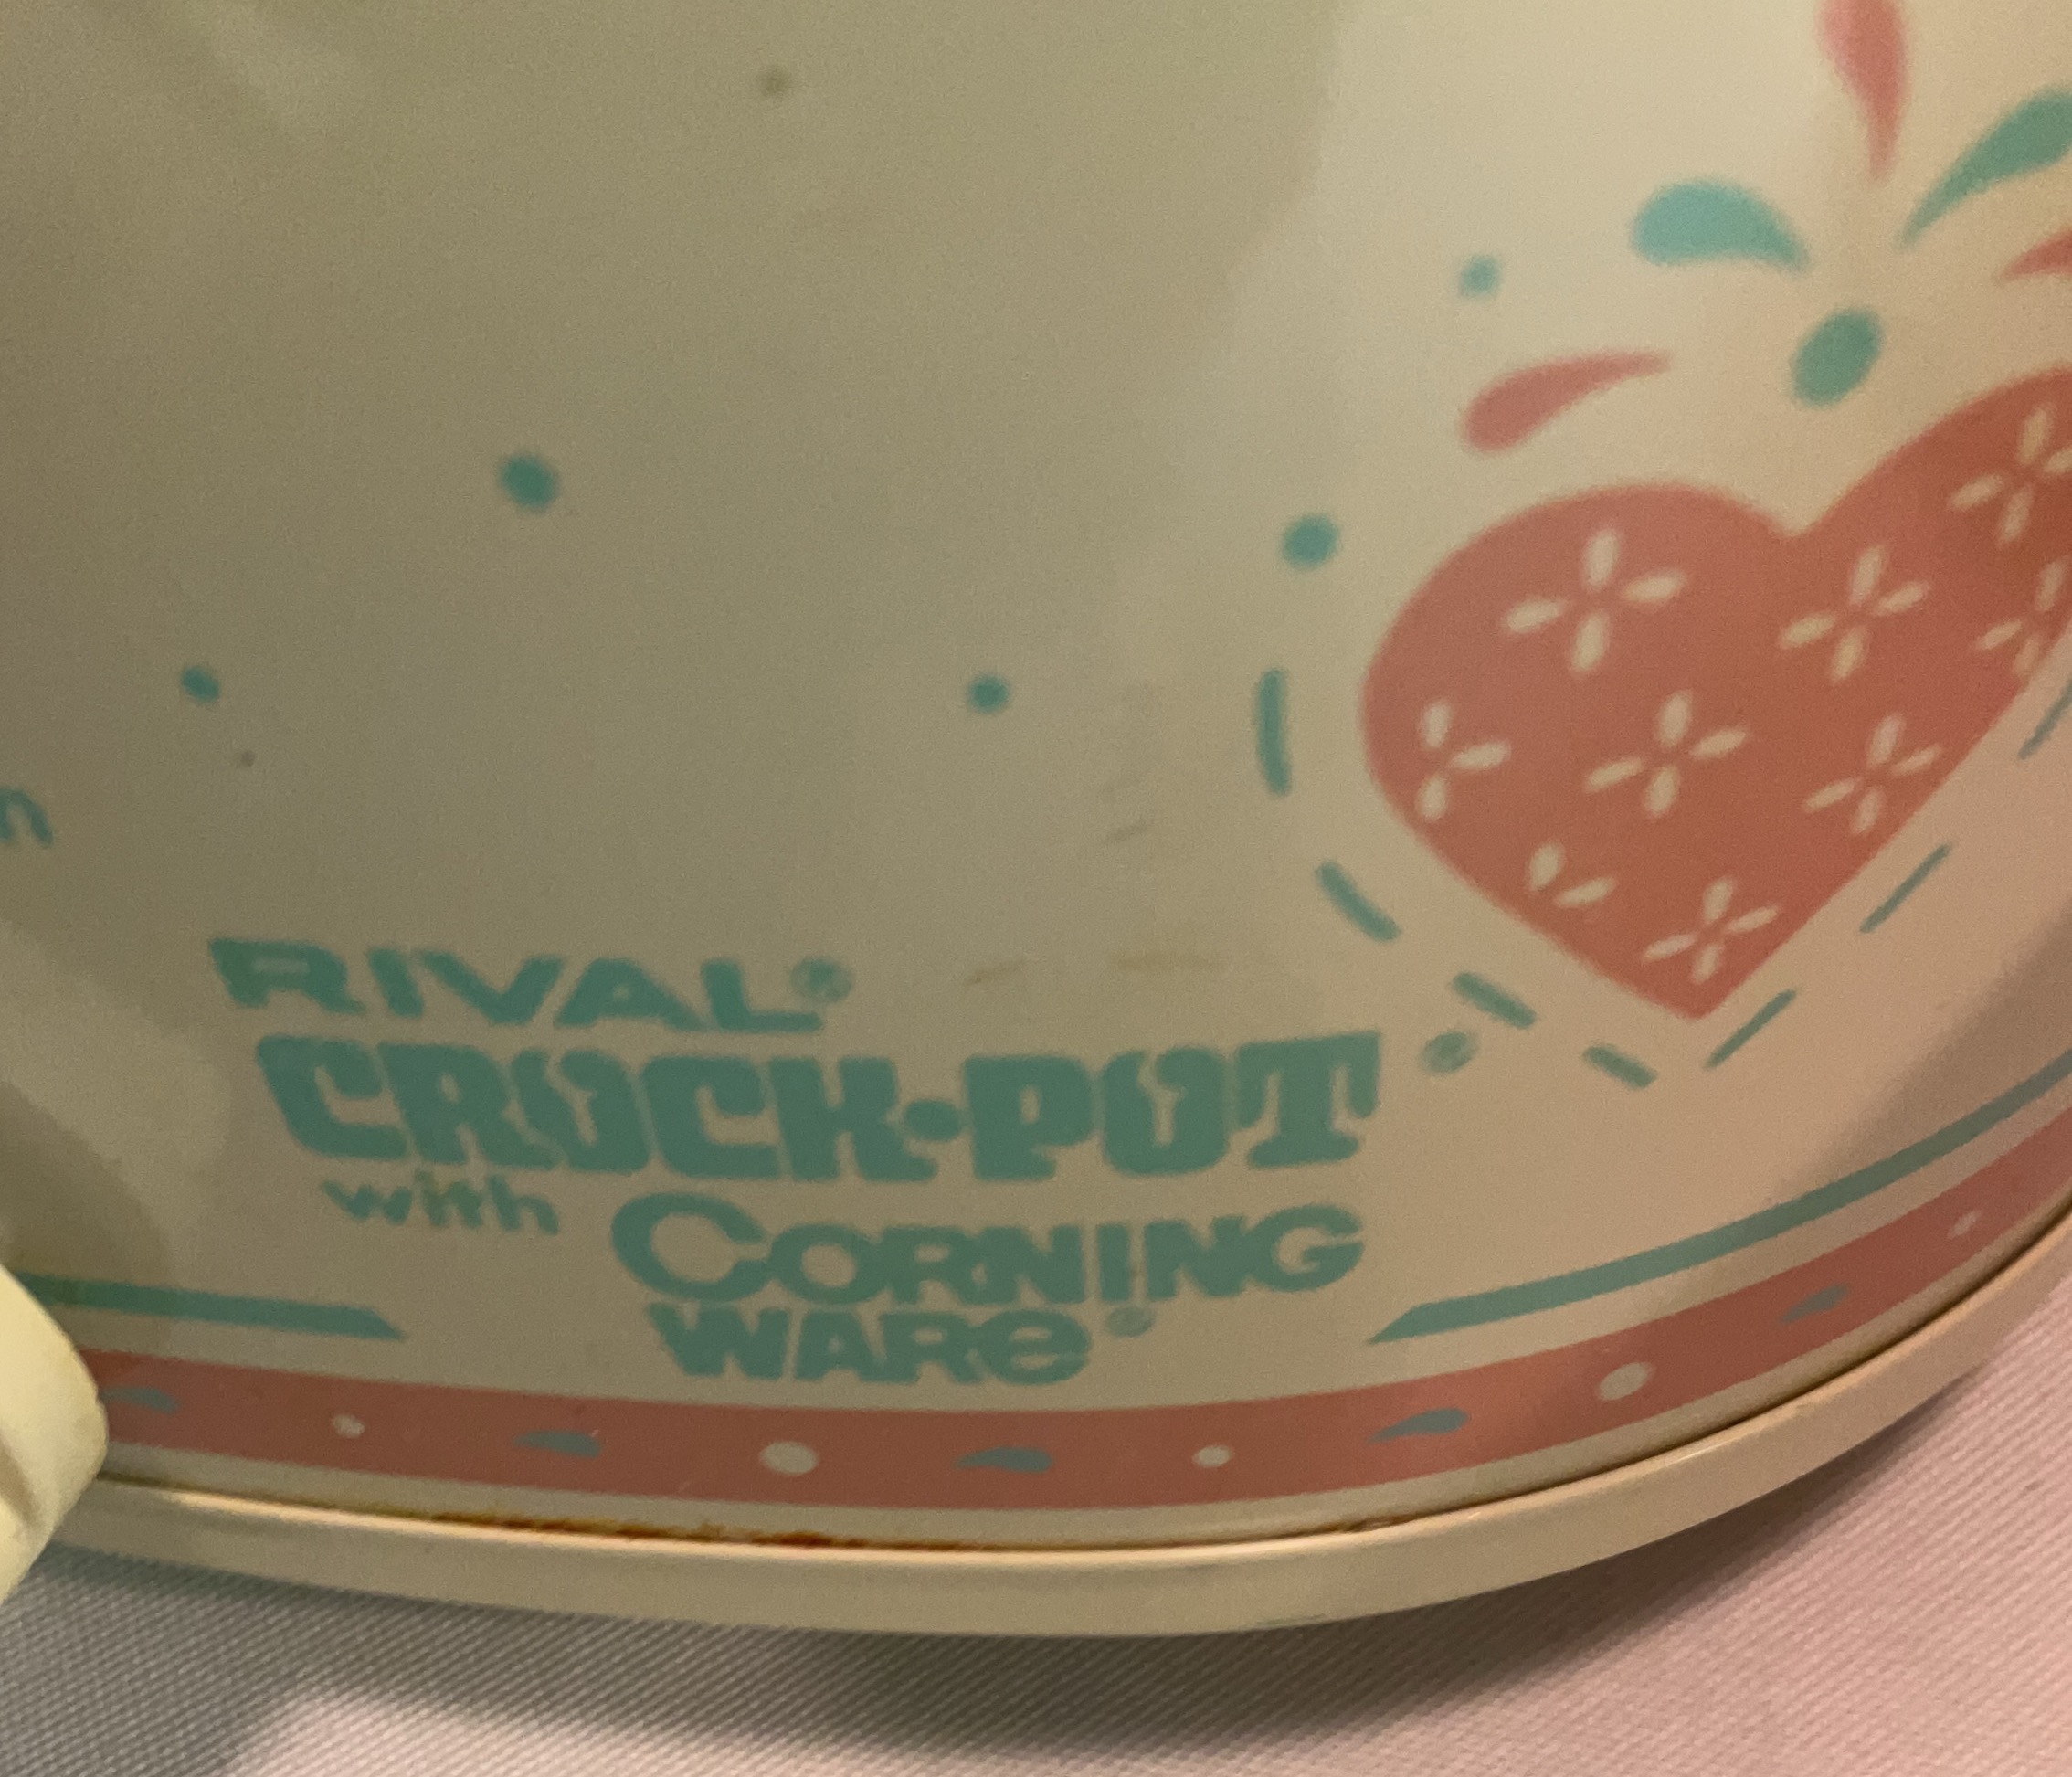 RIVAL®
CROCK•POT®
with CORNING
WARe®